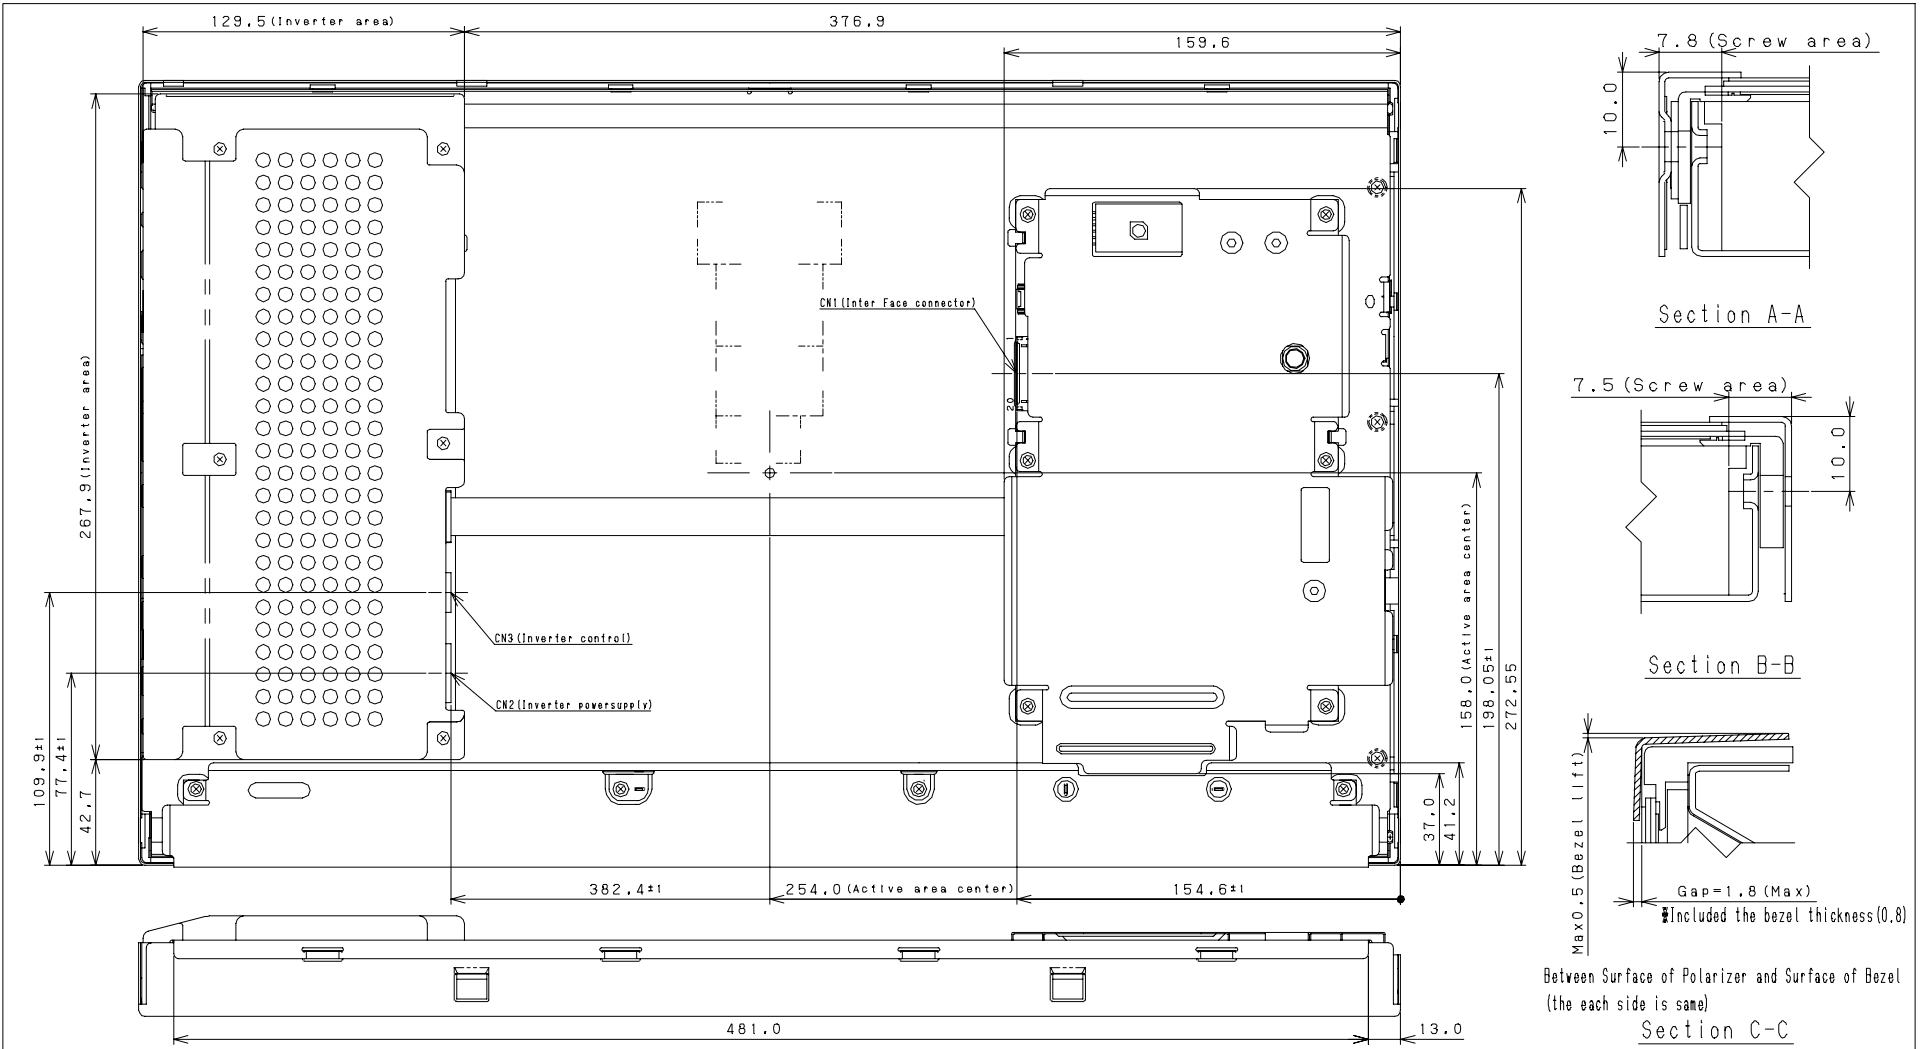 129.5(Inverter area)
376.9
159.6
7.8(Screw area)
10.0
Section A-A
CN1(Inter Face connector)
1
20
7.5(Screw area)
10.0
Section B-B
267.9(Inverter area)
CN3(Inverter control)
CN2(Inverter powersupply)
109.9±1
77.4±1
42.7
158.0(Active area center)
198.05±1
272.55
37.0
41.2
382.4±1
254.0(Active area center)
154.6±1
Max0.5(Bezel lift)
Gap=1.8(Max)
Included the bezel thickness(0.8)
Between Surface of Polarizer and Surface of Bezel
(the each side is same)
Section C-C
481.0
13.0